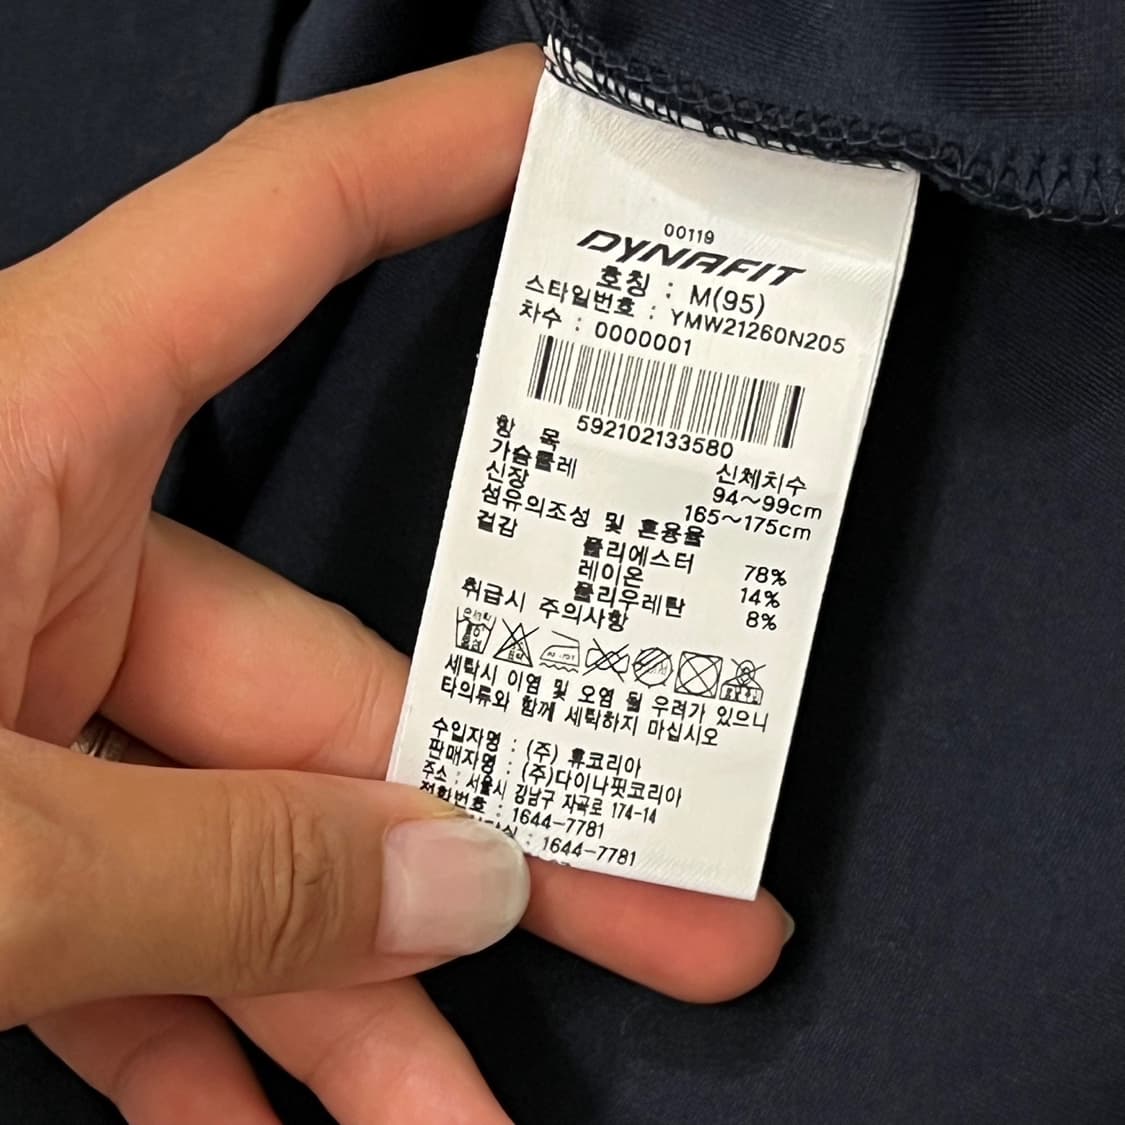 00119
DYNAFIT
호칭 : M(95)
스타일번호 : YMW21260N205
차수 : 0000001
592102133580
항 목 신체치수
가슴둘레 94~99cm
신장 165~175cm
섬유의조성 및 혼용율
겉감 폴리에스터 78%
레이온 14%
폴리우레탄 8%
취급시 주의사항
세탁시 이염 및 오염 될 우려가 있으니
타의류와 함께 세탁하지 마십시오
수입자명 : (주) 휴코리아
판매자명 : (주)다이나핏코리아
주소 : 서울시 강남구 자곡로 174-14
전화번호 : 1644-7781
: 1644-7781